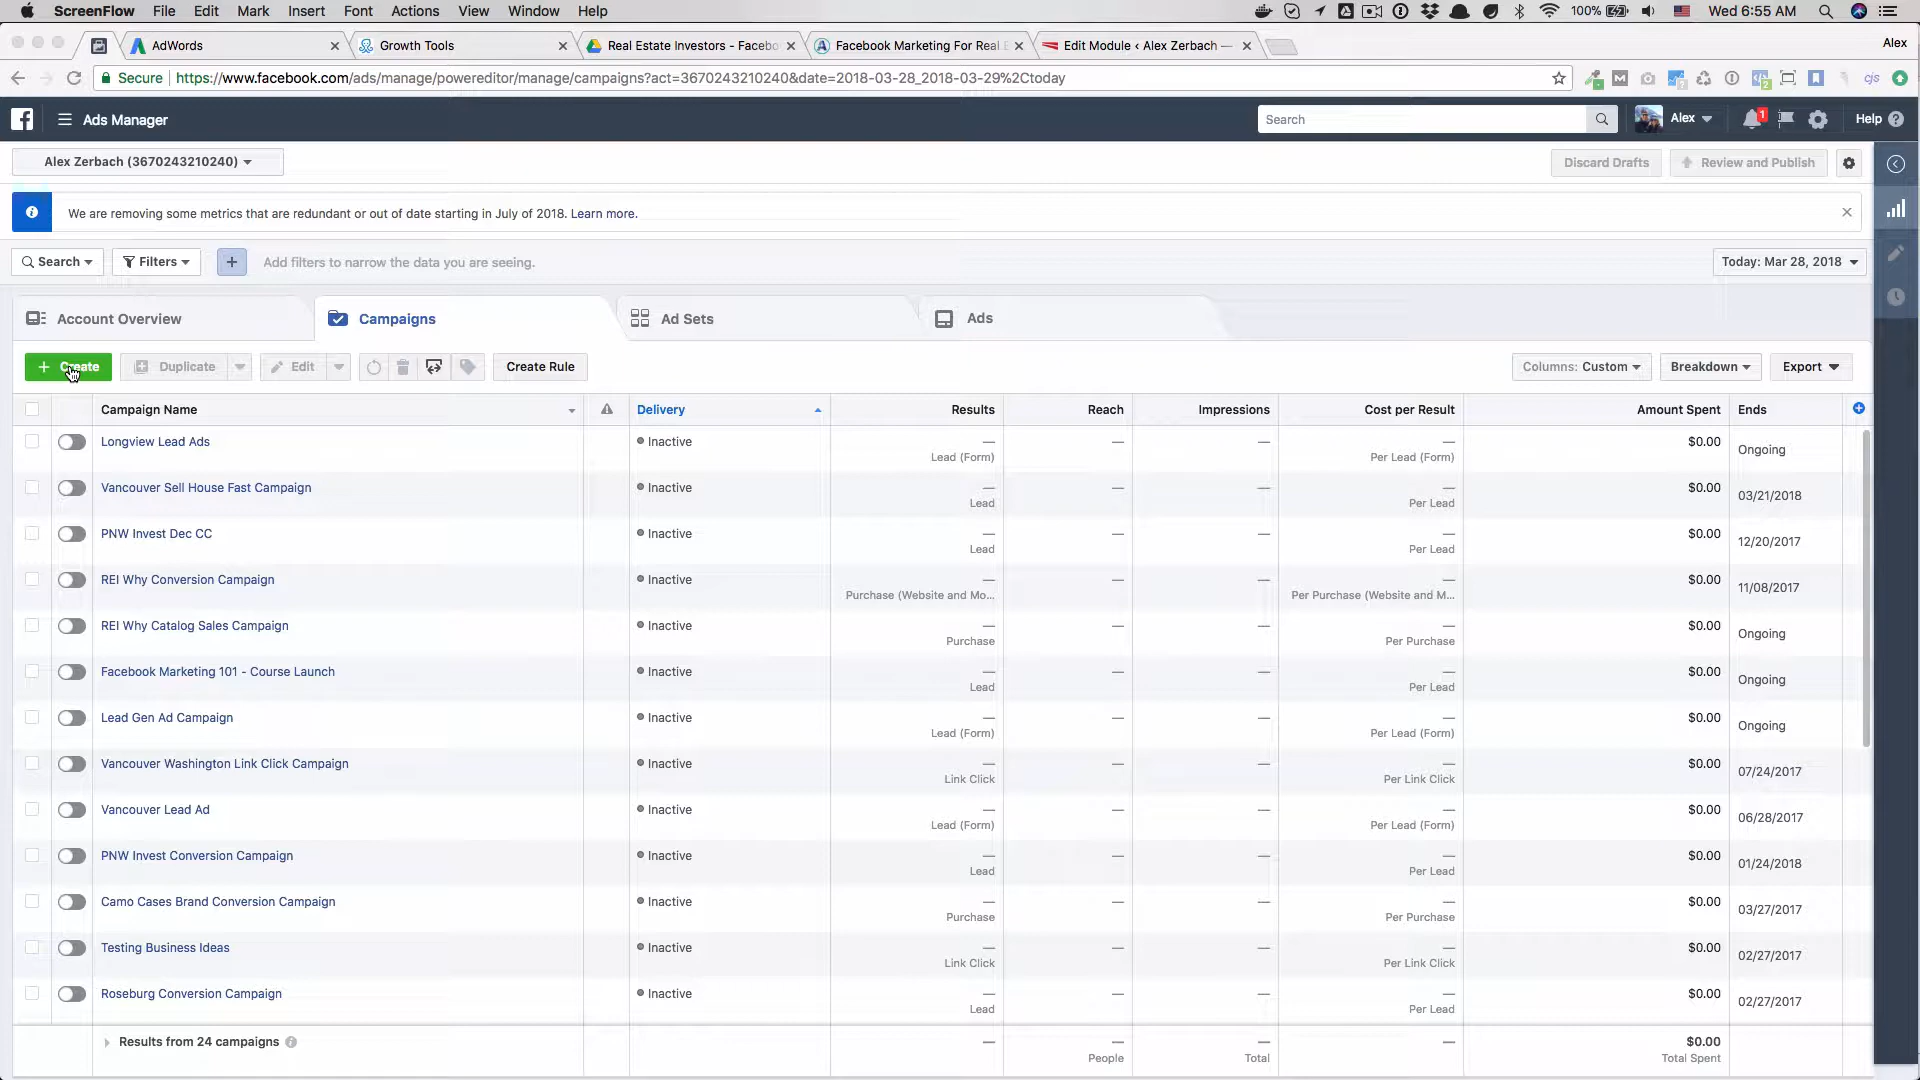 ScreenFlow File Edit Mark Insert Font Actions View Window Help 100% Wed 6:55 AM
AdWords Growth Tools Real Estate Investors - Facebo Facebook Marketing For Real E Edit Module ‹ Alex Zerbach — Alex
Secure https://www.facebook.com/ads/manage/powereditor/manage/campaigns?act=3670243210240&date=2018-03-28_2018-03-29%2Ctoday cjs
Ads Manager Search Alex 1 Help
Alex Zerbach (3670243210240) Discard Drafts Review and Publish
We are removing some metrics that are redundant or out of date starting in July of 2018. Learn more.
Search Filters + Add filters to narrow the data you are seeing. Today: Mar 28, 2018
Account Overview Campaigns Ad Sets Ads
+ Create Duplicate Edit Create Rule Columns: Custom Breakdown Export
Campaign Name Delivery Results Reach Impressions Cost per Result Amount Spent Ends
Longview Lead Ads Inactive — — — — $0.00 Ongoing
Lead (Form) Per Lead (Form)
Vancouver Sell House Fast Campaign Inactive — — — — $0.00 03/21/2018
Lead Per Lead
PNW Invest Dec CC Inactive — — — — $0.00 12/20/2017
Lead Per Lead
REI Why Conversion Campaign Inactive — — — — $0.00 11/08/2017
Purchase (Website and Mo... Per Purchase (Website and M...
REI Why Catalog Sales Campaign Inactive — — — — $0.00 Ongoing
Purchase Per Purchase
Facebook Marketing 101 - Course Launch Inactive — — — — $0.00 Ongoing
Lead Per Lead
Lead Gen Ad Campaign Inactive — — — — $0.00 Ongoing
Lead (Form) Per Lead (Form)
Vancouver Washington Link Click Campaign Inactive — — — — $0.00 07/24/2017
Link Click Per Link Click
Vancouver Lead Ad Inactive — — — — $0.00 06/28/2017
Lead (Form) Per Lead (Form)
PNW Invest Conversion Campaign Inactive — — — — $0.00 01/24/2018
Lead Per Lead
Camo Cases Brand Conversion Campaign Inactive — — — — $0.00 03/27/2017
Purchase Per Purchase
Testing Business Ideas Inactive — — — — $0.00 02/27/2017
Link Click Per Link Click
Roseburg Conversion Campaign Inactive — — — — $0.00 02/27/2017
Lead Per Lead
Results from 24 campaigns — — — — $0.00
People Total Total Spent